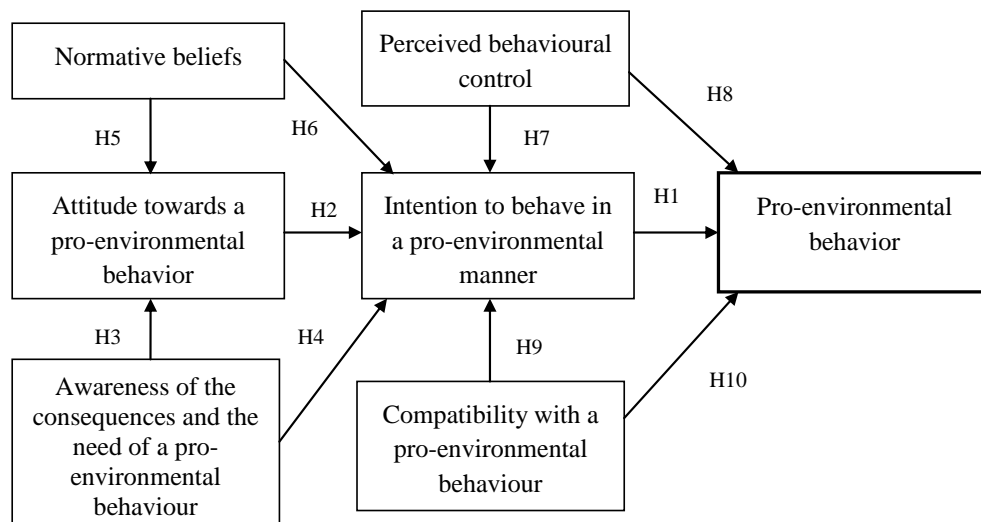 Normative beliefs
Perceived behavioural
control
H5
H6
H7
H8
Attitude towards a
pro-environmental
behavior
H2
Intention to behave in
a pro-environmental
manner
H1
Pro-environmental
behavior
H3
H4
H9
H10
Awareness of the
consequences and the
need of a pro-
environmental
behaviour
Compatibility with a
pro-environmental
behaviour